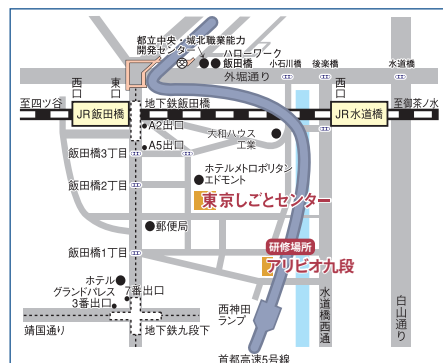 都立中央・城北職業能力
開発センター
ハローワーク
飯田橋
小石川橋
後楽橋
水道橋
外堀通り
西口
東口
西口
至四ツ谷
JR飯田橋
地下鉄飯田橋
JR水道橋
至御茶ノ水
A2出口
大和ハウス
工業
A5出口
飯田橋3丁目
ホテルメトロポリタン
エドモント
飯田橋2丁目
東京しごとセンター
郵便局
研修場所
飯田橋1丁目
アリビオ九段
ホテル
グランドパレス
7番出口
3番出口
西神田
ランプ
水道橋西通
白山通り
靖国通り
地下鉄九段下
首都高速5号線